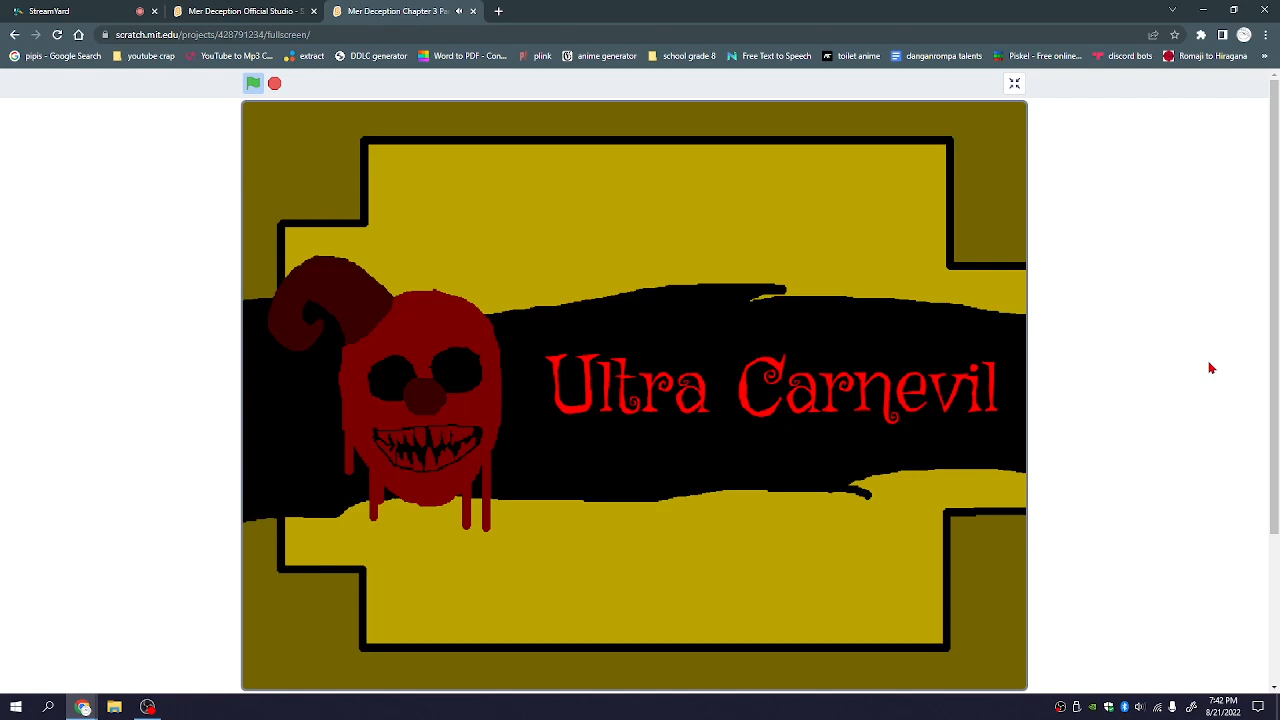 StreamYard
Mer Deception Official Studio - S
Mer Deception Chapter 3 Pa
scratch.mit.edu/projects/428791234/fullscreen/
pipis - Google Search
youtube crap
YouTube to Mp3 C...
extract
DDLC generator
Word to PDF - Con...
plink
anime generator
school grade 8
Free Text to Speech
toilet anime
danganronpa talents
Piskel - Free online...
discord bots
Romaji to Hiragana
Ultra Carnevil
7:42 PM
8/21/2022